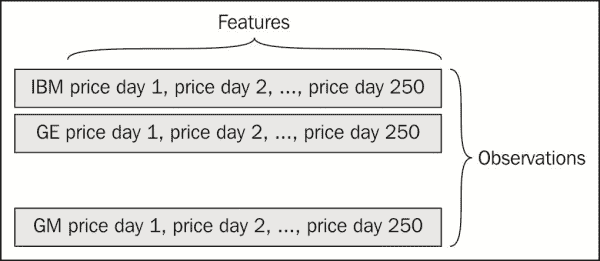 Features
IBM price day 1, price day 2, ..., price day 250
GE price day 1, price day 2, ..., price day 250
Observations
GM price day 1, price day 2, ..., price day 250